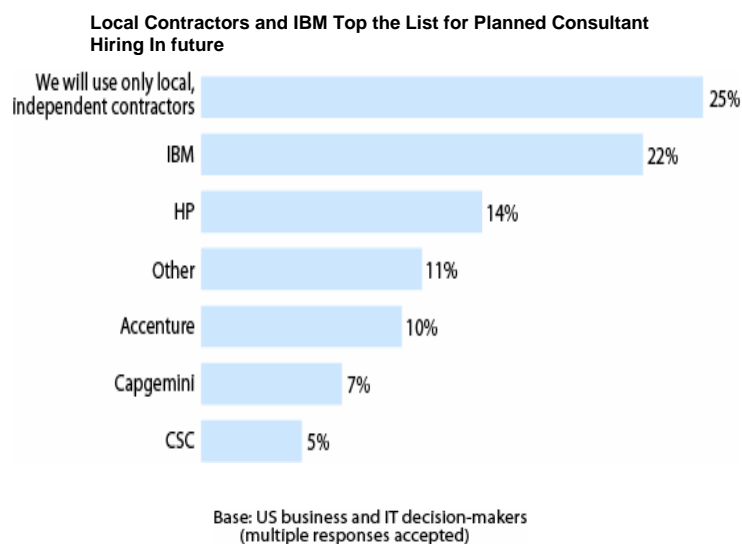 Local Contractors and IBM Top the List for Planned Consultant
Hiring In future
We will use only local,
independent contractors
25%
IBM
22%
HP
14%
Other
11%
Accenture
10%
Capgemini
7%
CSC
5%
Base: US business and IT decision-makers
(multiple responses accepted)